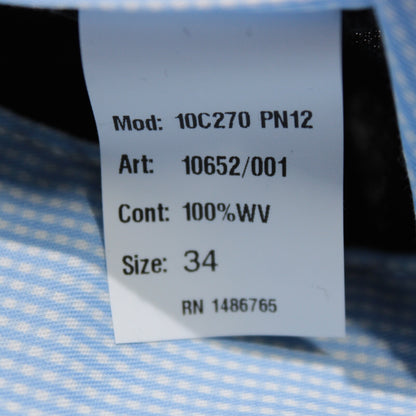 Mod: 10C270 PN12
Art: 10652/001
Cont: 100%WV
Size: 34
RN 1486765